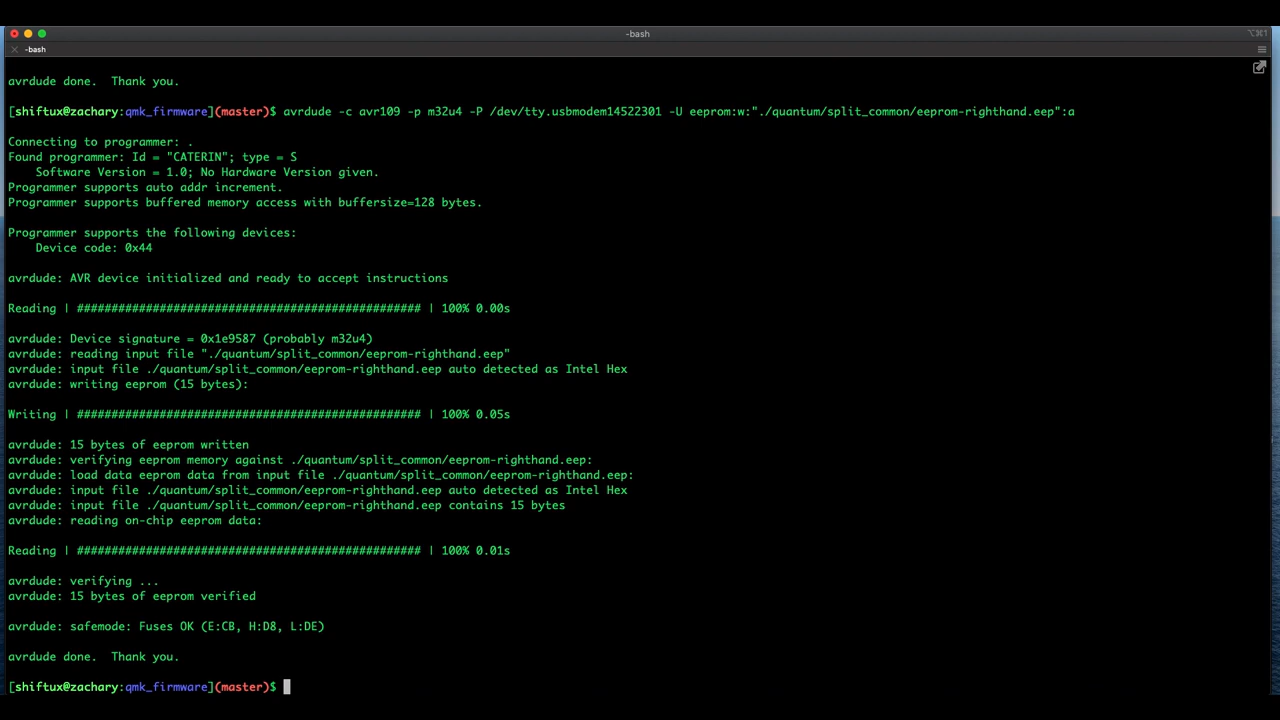 -bash
⌥⌘1
-bash
avrdude done.  Thank you.
[shiftux@zachary:qmk_firmware](master)$ avrdude -c avr109 -p m32u4 -P /dev/tty.usbmodem14522301 -U eeprom:w:"./quantum/split_common/eeprom-righthand.eep":a
Connecting to programmer: .
Found programmer: Id = "CATERIN"; type = S
    Software Version = 1.0; No Hardware Version given.
Programmer supports auto addr increment.
Programmer supports buffered memory access with buffersize=128 bytes.
Programmer supports the following devices:
    Device code: 0x44
avrdude: AVR device initialized and ready to accept instructions
Reading | ################################################## | 100% 0.00s
avrdude: Device signature = 0x1e9587 (probably m32u4)
avrdude: reading input file "./quantum/split_common/eeprom-righthand.eep"
avrdude: input file ./quantum/split_common/eeprom-righthand.eep auto detected as Intel Hex
avrdude: writing eeprom (15 bytes):
Writing | ################################################## | 100% 0.05s
avrdude: 15 bytes of eeprom written
avrdude: verifying eeprom memory against ./quantum/split_common/eeprom-righthand.eep:
avrdude: load data eeprom data from input file ./quantum/split_common/eeprom-righthand.eep:
avrdude: input file ./quantum/split_common/eeprom-righthand.eep auto detected as Intel Hex
avrdude: input file ./quantum/split_common/eeprom-righthand.eep contains 15 bytes
avrdude: reading on-chip eeprom data:
Reading | ################################################## | 100% 0.01s
avrdude: verifying ...
avrdude: 15 bytes of eeprom verified
avrdude: safemode: Fuses OK (E:CB, H:D8, L:DE)
avrdude done.  Thank you.
[shiftux@zachary:qmk_firmware](master)$